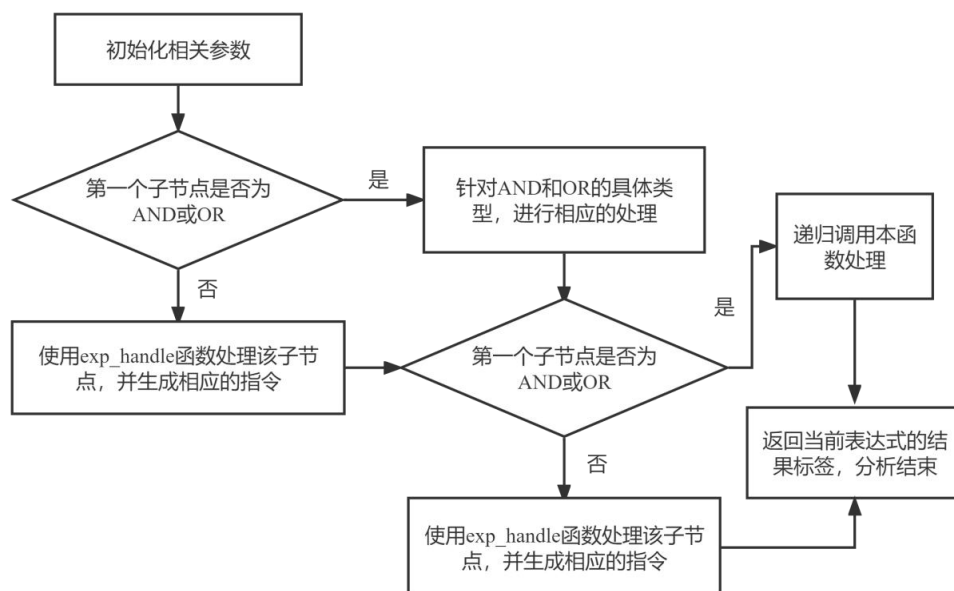 初始化相关参数
第一个子节点是否为
AND或OR
是
针对AND和OR的具体类
型，进行相应的处理
否
使用exp_handle函数处理该子节
点，并生成相应的指令
第一个子节点是否为
AND或OR
是
递归调用本函
数处理
否
使用exp_handle函数处理该子节
点，并生成相应的指令
返回当前表达式的结
果标签，分析结束